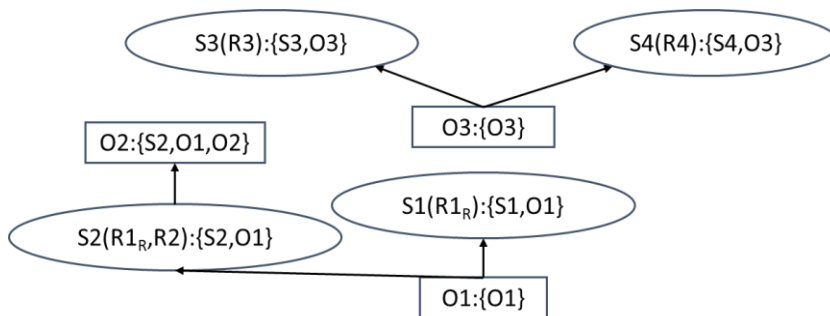 S3(R3):{S3,O3}
S4(R4):{S4,O3}
O3:{O3}
O2:{S2,O1,O2}
S1(R1R):{S1,O1}
S2(R1R,R2):{S2,O1}
O1:{O1}